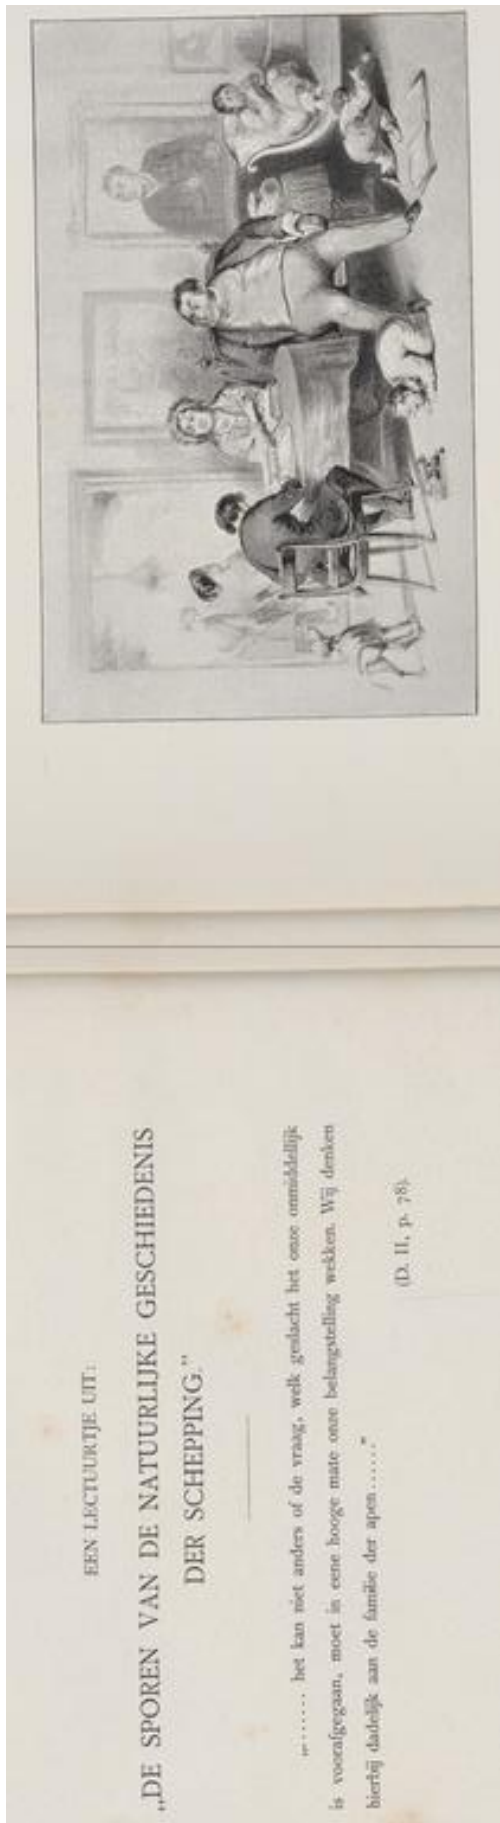 EEN LECTUURTJE UIT:
„DE SPOREN VAN DE NATUURLIJKE GESCHIEDENIS
DER SCHEPPING."
„...... het kan niet anders of de vraag, welk geslacht het onze onmiddellijk
is voorafgegaan, moet in eene hooge mate onze belangstelling wekken. Wij denken
hierbij dadelijk aan de familie der apen......"
(D. II, p. 78).